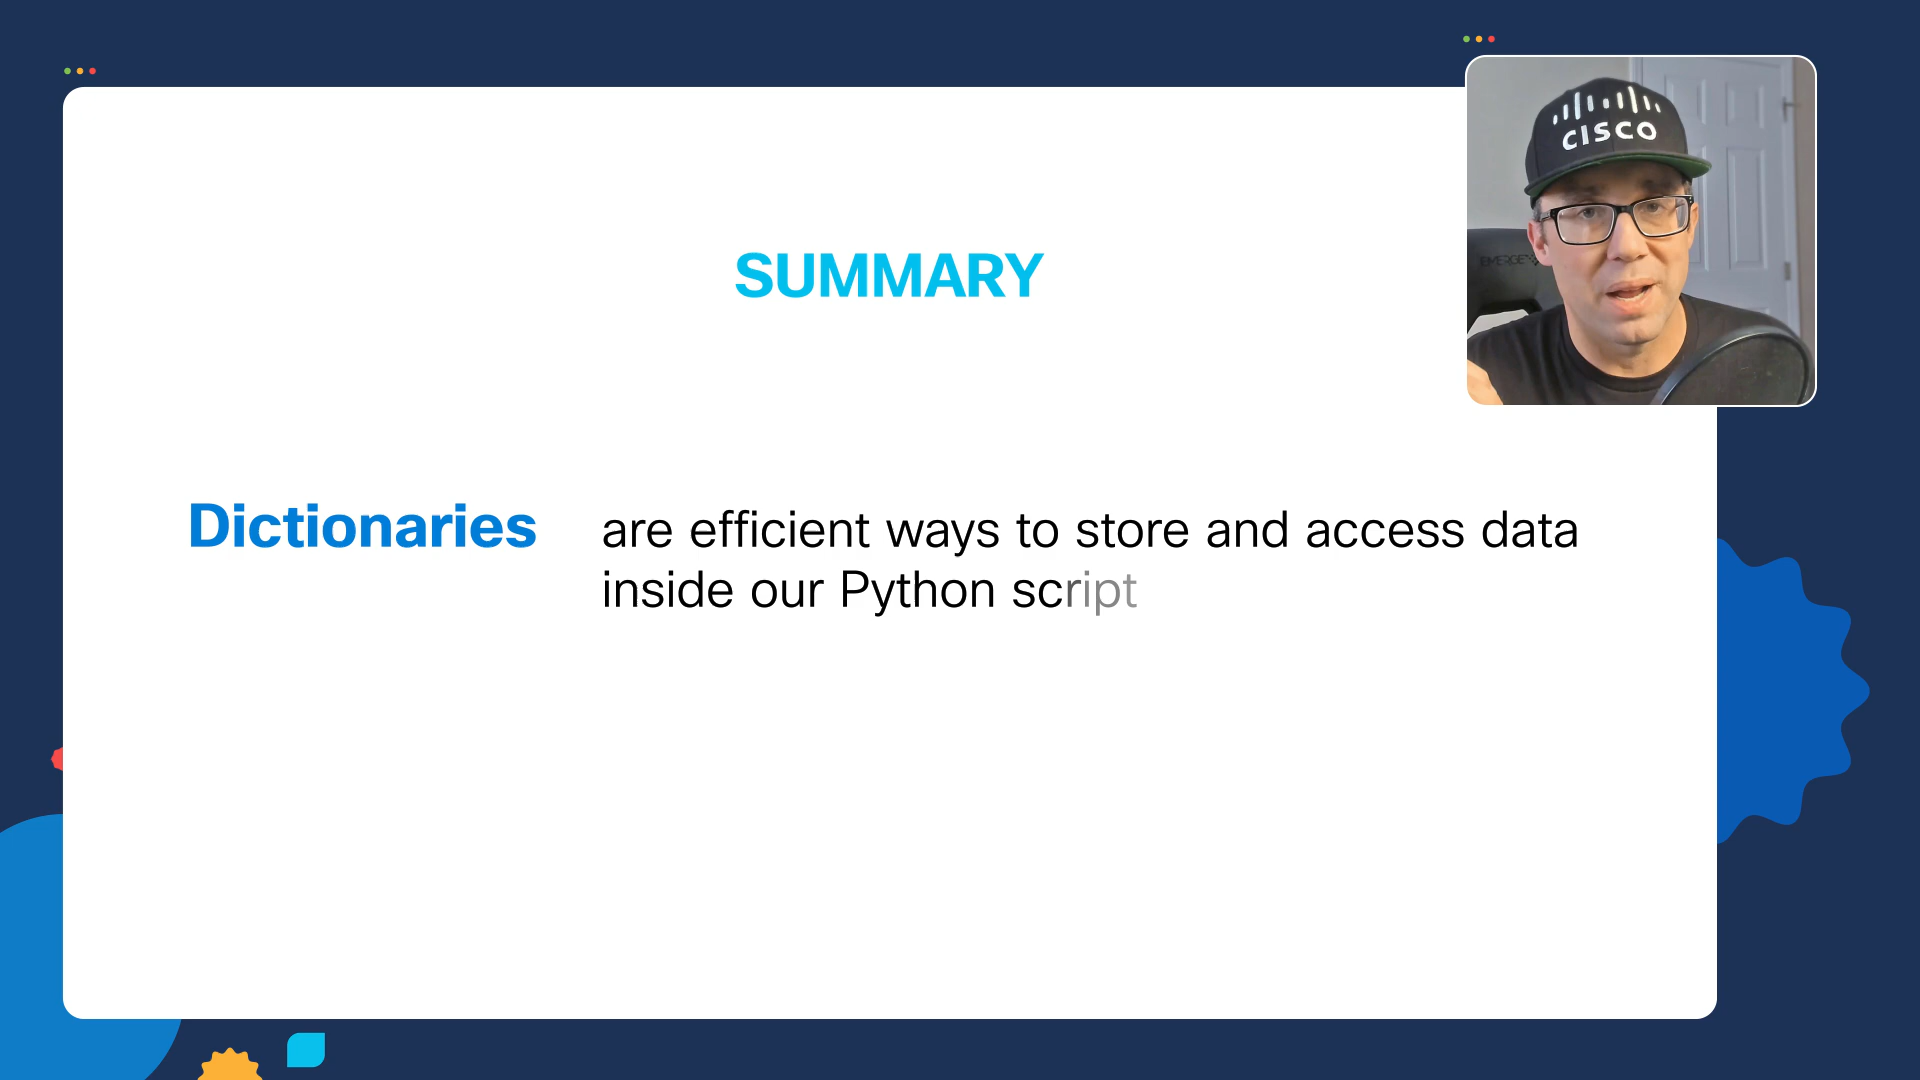 CISCO
SUMMARY
Dictionaries are efficient ways to store and access data
inside our Python script